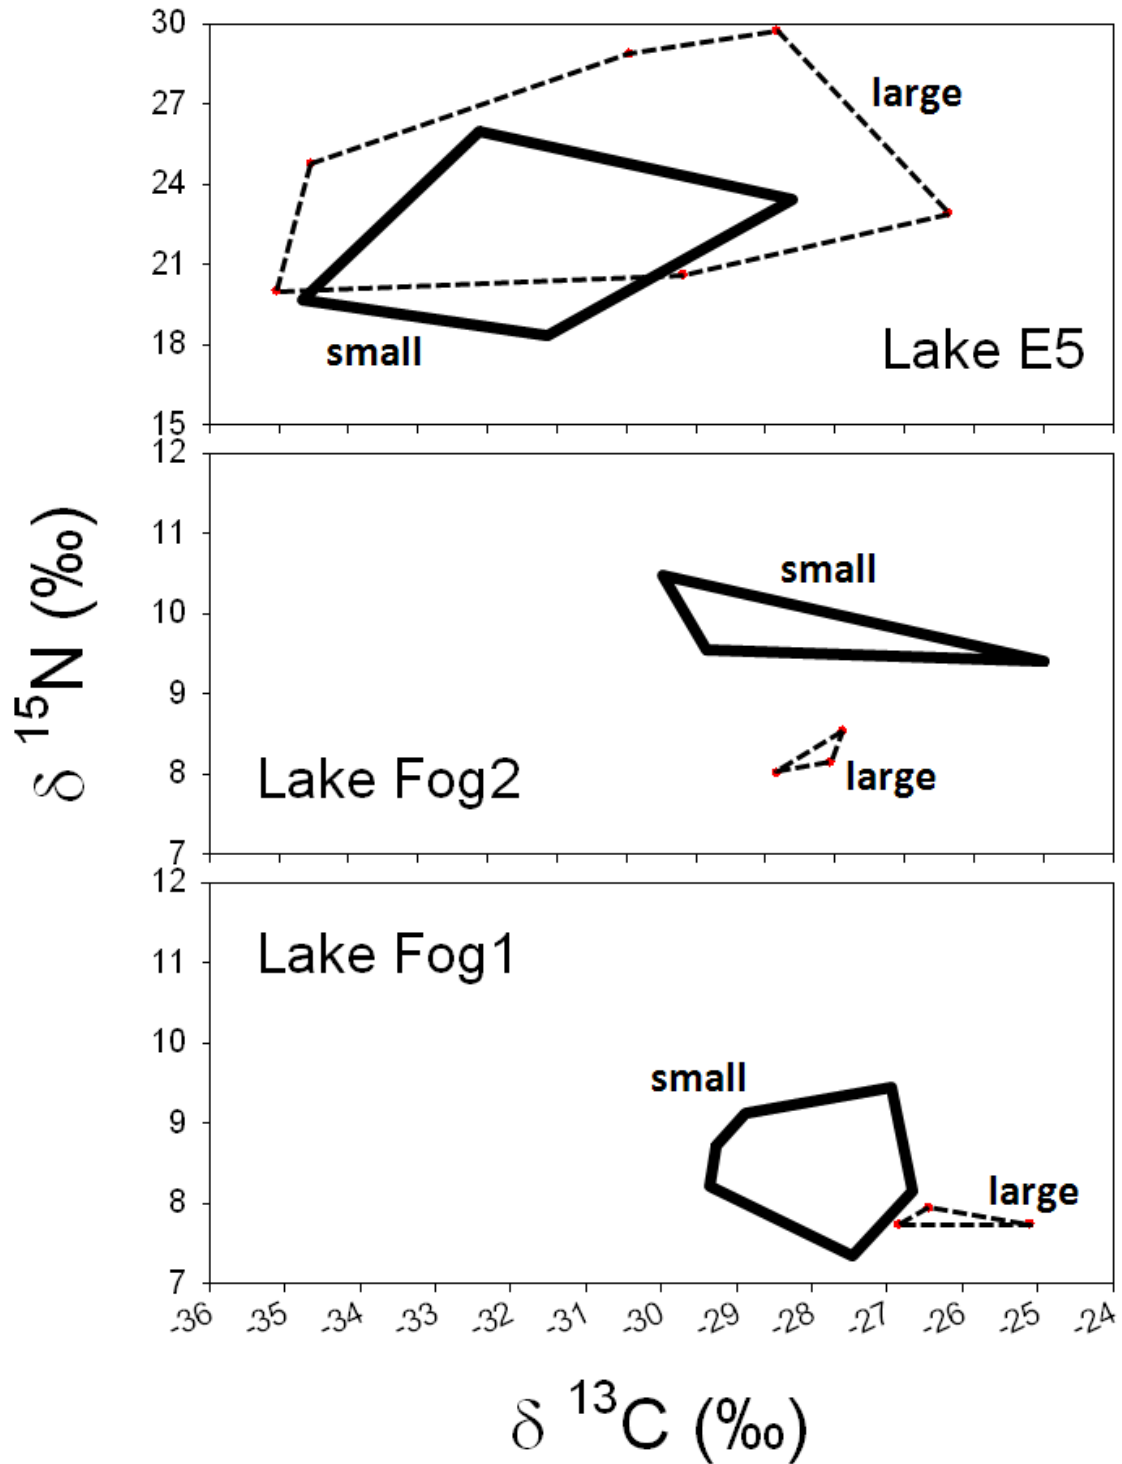 30
27
24
21
18
15
large
small
Lake E5
12
11
10
9
8
7
small
large
Lake Fog2
12
11
10
9
8
7
Lake Fog1
small
large
-36 -35 -34 -33 -32 -31 -30 -29 -28 -27 -26 -25 -24
δ 15N (‰)
δ 13C (‰)